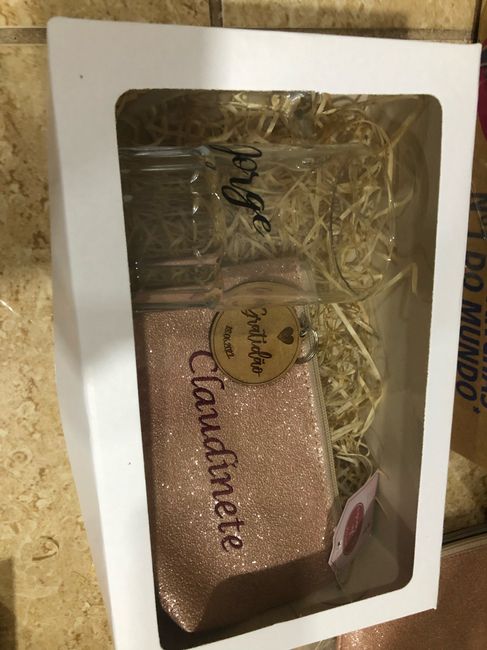 Jorge
Gratidão
Claudinete
DO MUNDO